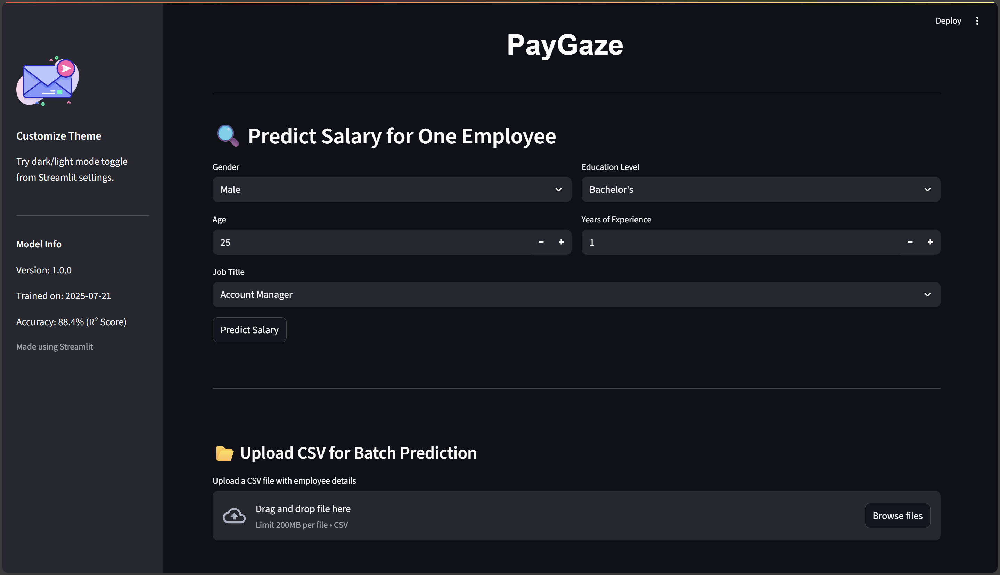 Deploy
PayGaze
Customize Theme
Try dark/light mode toggle
from Streamlit settings.
Model Info
Version: 1.0.0
Trained on: 2025-07-21
Accuracy: 88.4% (R² Score)
Made using Streamlit
Predict Salary for One Employee
Gender
Education Level
Male
Bachelor's
Age
Years of Experience
25
1
Job Title
Account Manager
Predict Salary
Upload CSV for Batch Prediction
Upload a CSV file with employee details
Drag and drop file here
Limit 200MB per file • CSV
Browse files